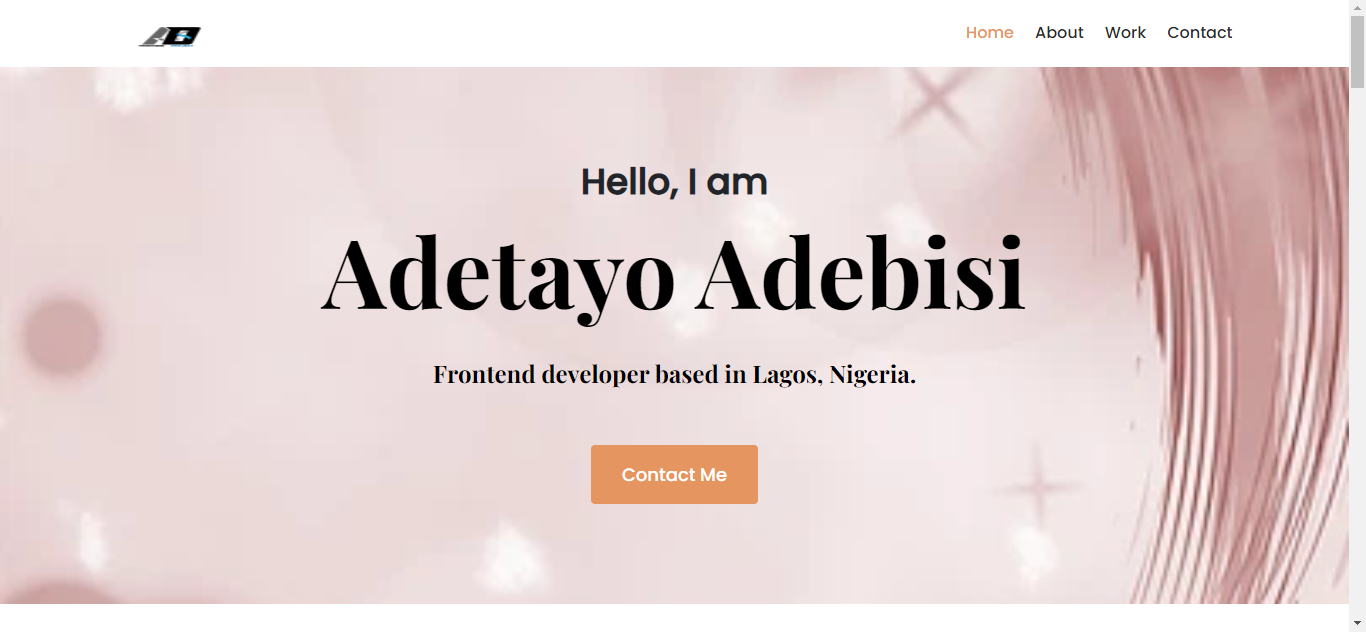 AB
Home About Work Contact
Hello, I am
Adetayo Adebisi
Frontend developer based in Lagos, Nigeria.
Contact Me